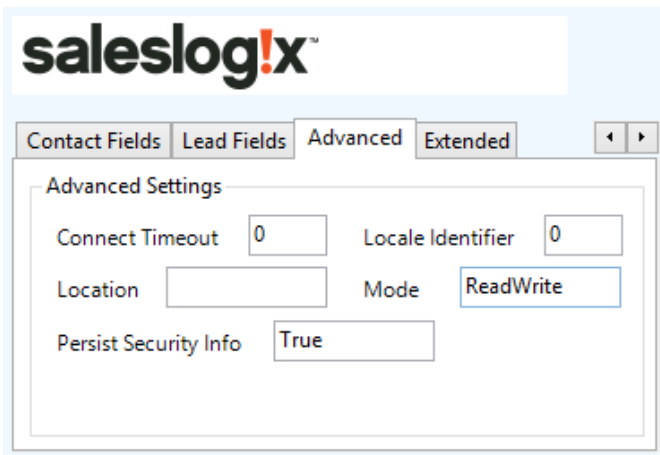 saleslog!x™
Contact Fields Lead Fields Advanced Extended
Advanced Settings
Connect Timeout 0 Locale Identifier 0
Location Mode ReadWrite
Persist Security Info True